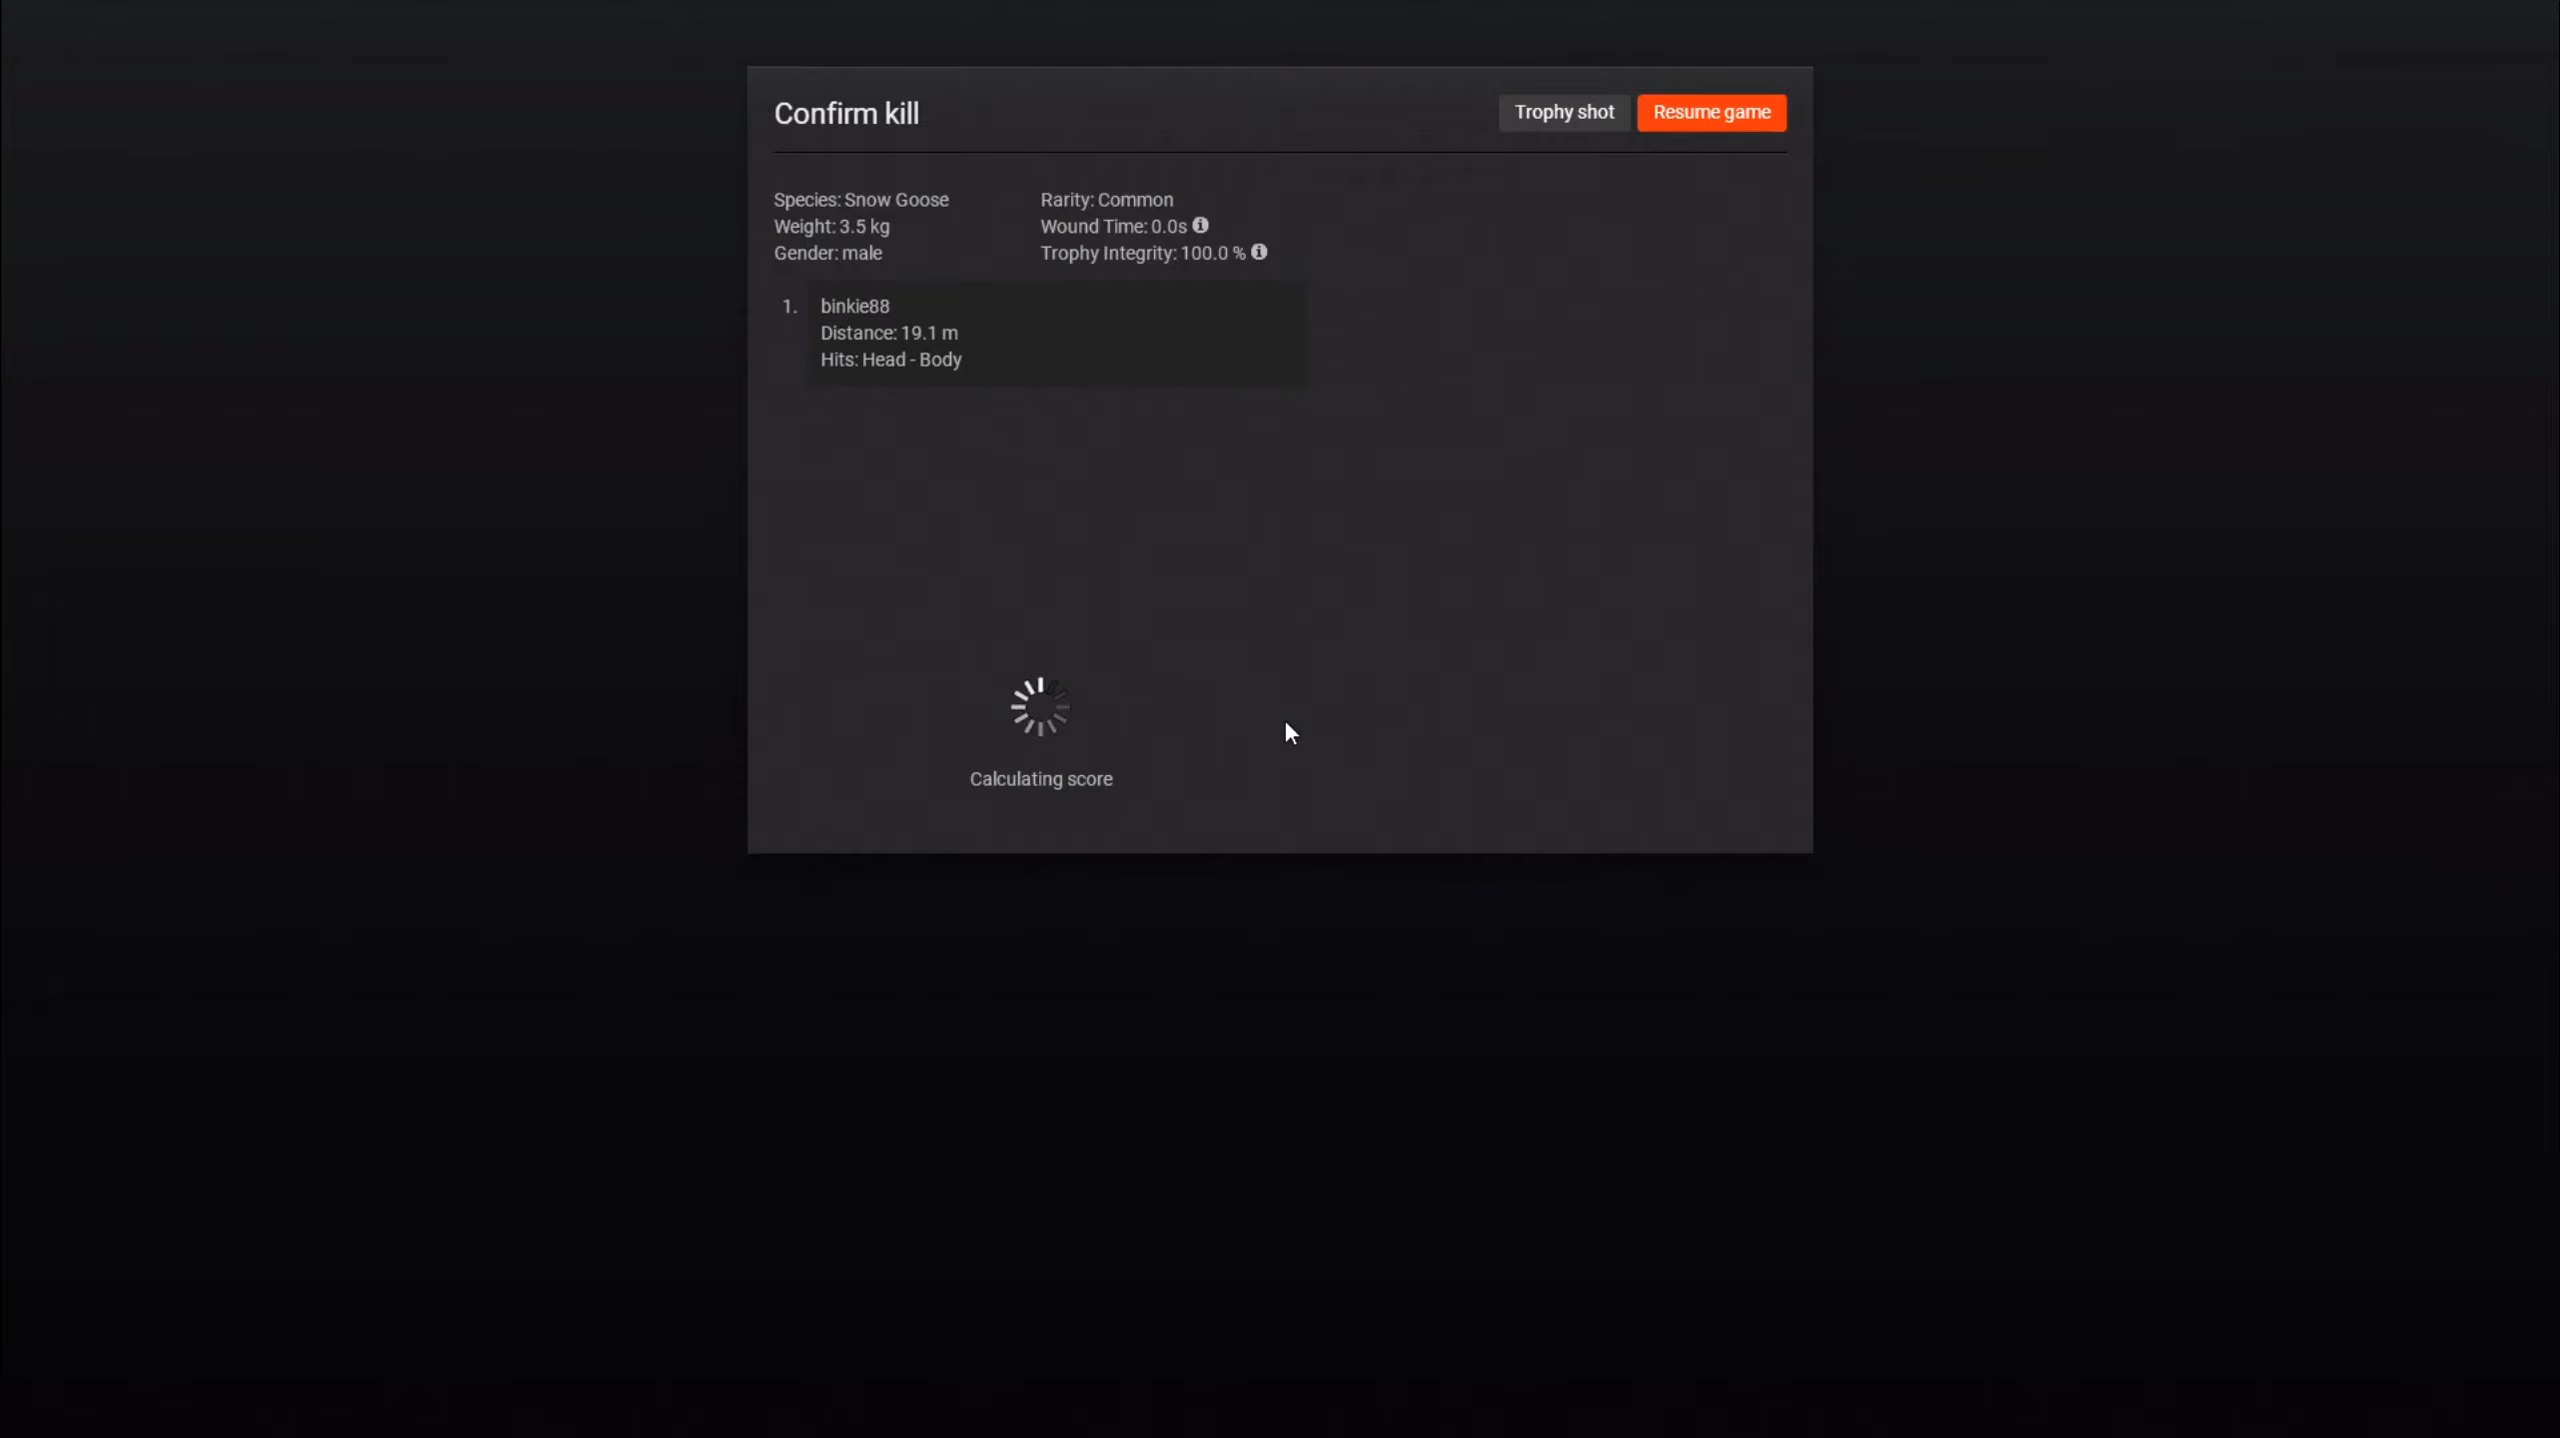 Confirm kill
Trophy shot
Resume game
Species: Snow Goose
Weight: 3.5 kg
Gender: male
Rarity: Common
Wound Time: 0.0s
Trophy Integrity: 100.0 %
1.
binkie88
Distance: 19.1 m
Hits: Head - Body
Calculating score